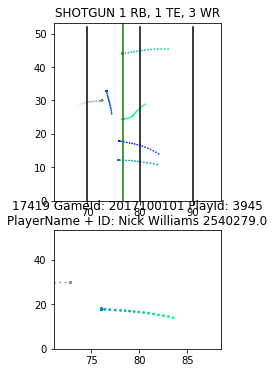 SHOTGUN 1 RB, 1 TE, 3 WR
50
40
30
20
10
0
70 80 90
17419 GameId: 2017100101 PlayId: 3945
PlayerName + ID: Nick Williams 2540279.0
40
20
0
75 80 85